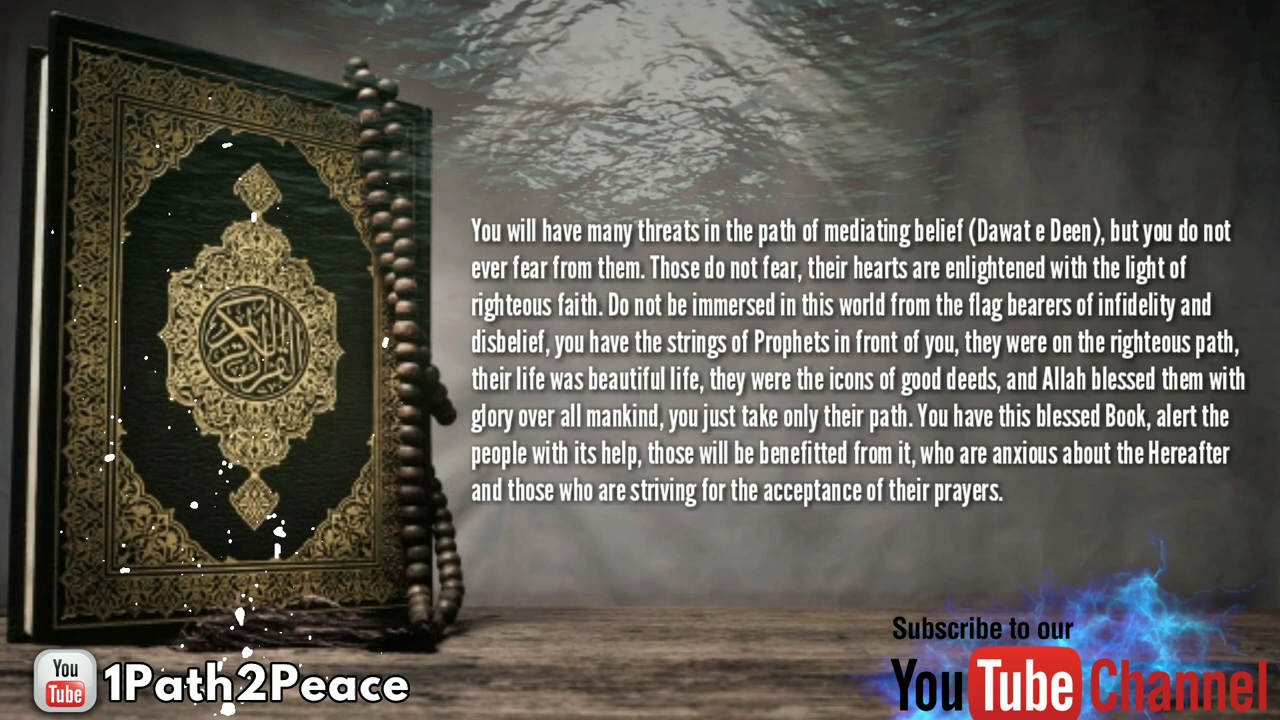 You will have many threats in the path of mediating belief (Dawat e Deen), but you do not
ever fear from them. Those do not fear, their hearts are enlightened with the light of
righteous faith. Do not be immersed in this world from the flag bearers of infidelity and
disbelief, you have the strings of Prophets in front of you, they were on the righteous path,
their life was beautiful life, they were the icons of good deeds, and Allah blessed them with
glory over all mankind, you just take only their path. You have this blessed Book, alert the
people with its help, those will be benefitted from it, who are anxious about the Hereafter
and those who are striving for the acceptance of their prayers.
القرآن الكريم
You
Tube
1Path2Peace
Subscribe to our
YouTube Channel